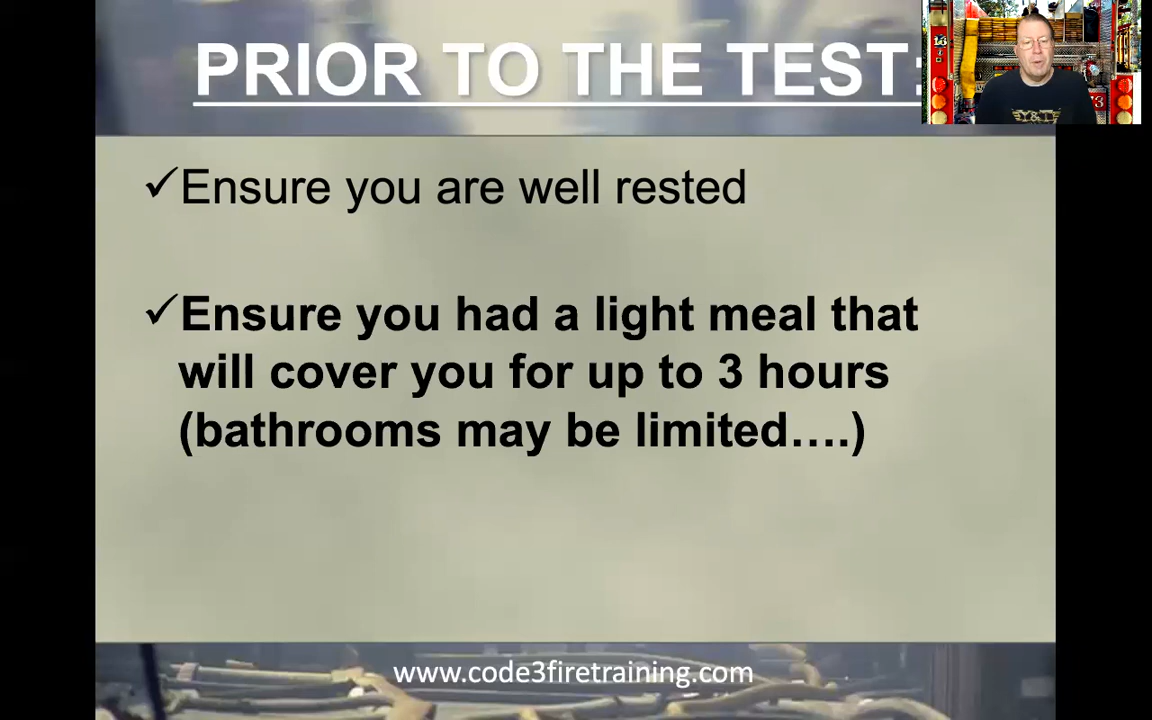 PRIOR TO THE TEST:
✓Ensure you are well rested
✓Ensure you had a light meal that
will cover you for up to 3 hours
(bathrooms may be limited….)
www.code3firetraining.com